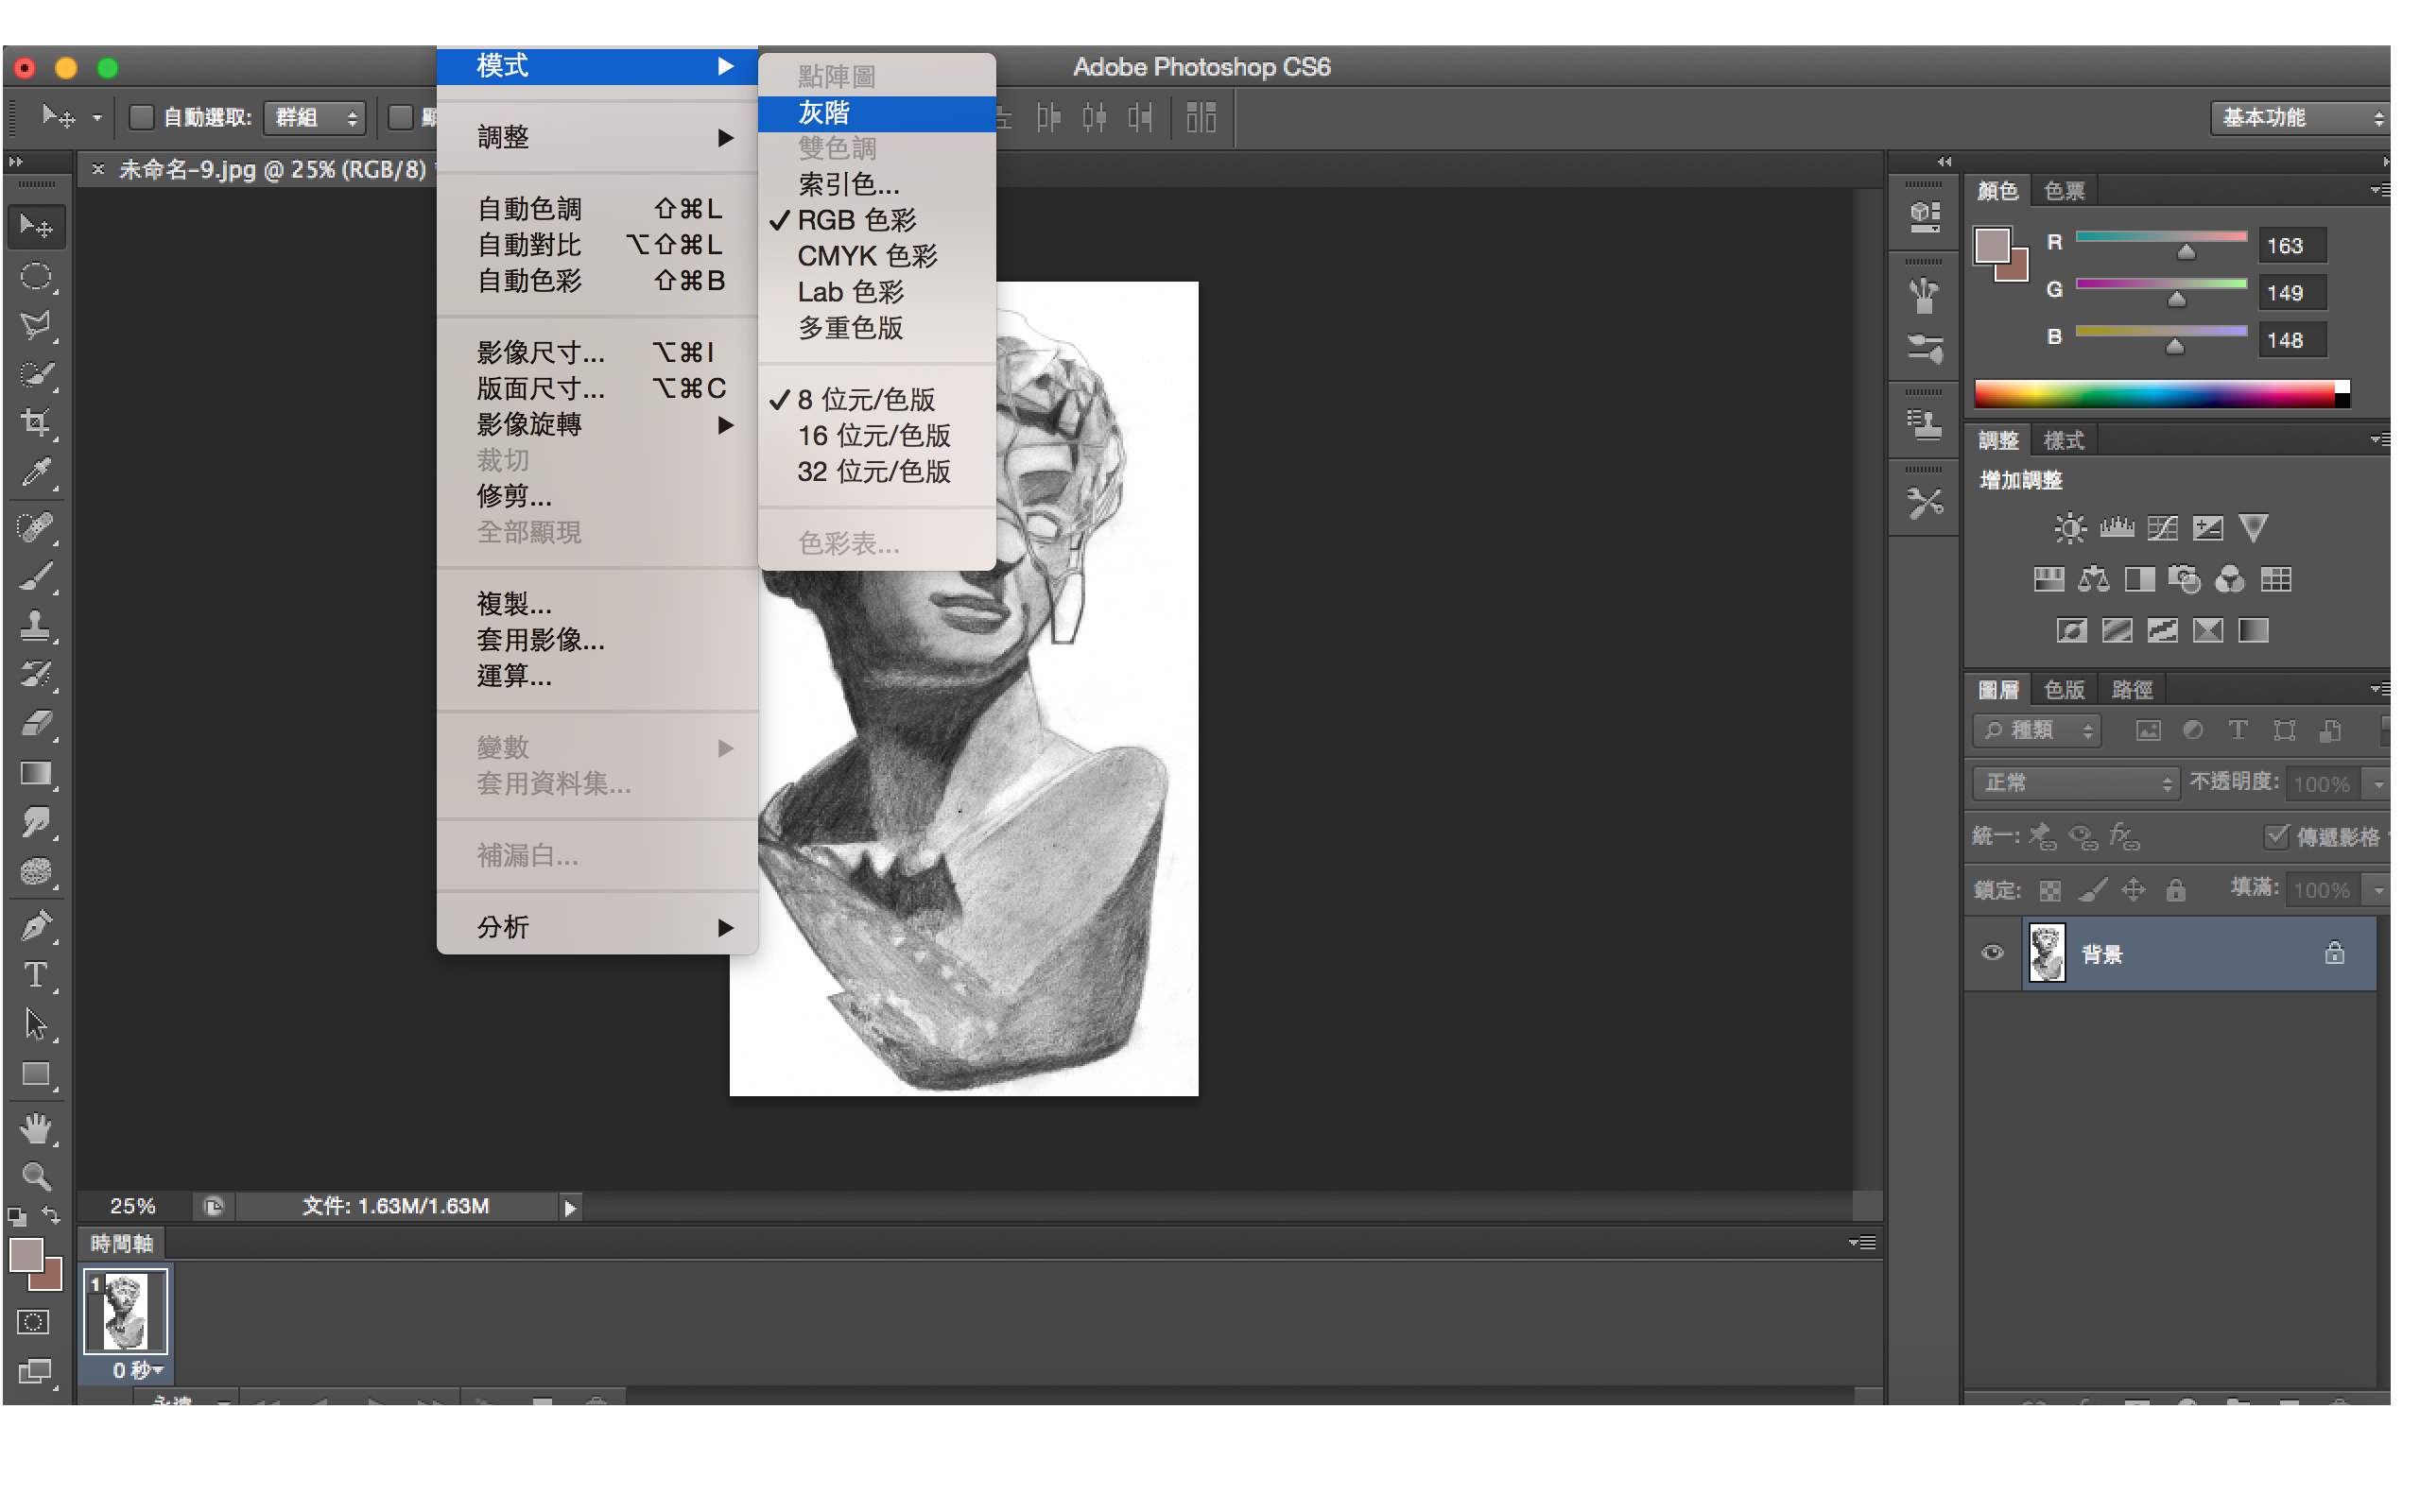 Adobe Photoshop CS6
自動選取:
群組
基本功能
× 未命名-9.jpg @ 25% (RGB/8)
模式
調整
自動色調 ⇧⌘L
自動對比 ⌥⇧⌘L
自動色彩 ⇧⌘B
影像尺寸... ⌥⌘I
版面尺寸... ⌥⌘C
影像旋轉
裁切
修剪...
全部顯現
複製...
套用影像...
運算...
變數
套用資料集...
補漏白...
分析
點陣圖
灰階
雙色調
索引色...
✓ RGB 色彩
CMYK 色彩
Lab 色彩
多重色版
✓ 8 位元/色版
16 位元/色版
32 位元/色版
色彩表...
顏色 色票
R 163
G 149
B 148
調整 樣式
增加調整
圖層 色版 路徑
種類
正常 不透明度: 100%
統一: 傳遞影格
鎖定: 填滿: 100%
背景
25% 文件: 1.63M/1.63M
時間軸
1
0 秒